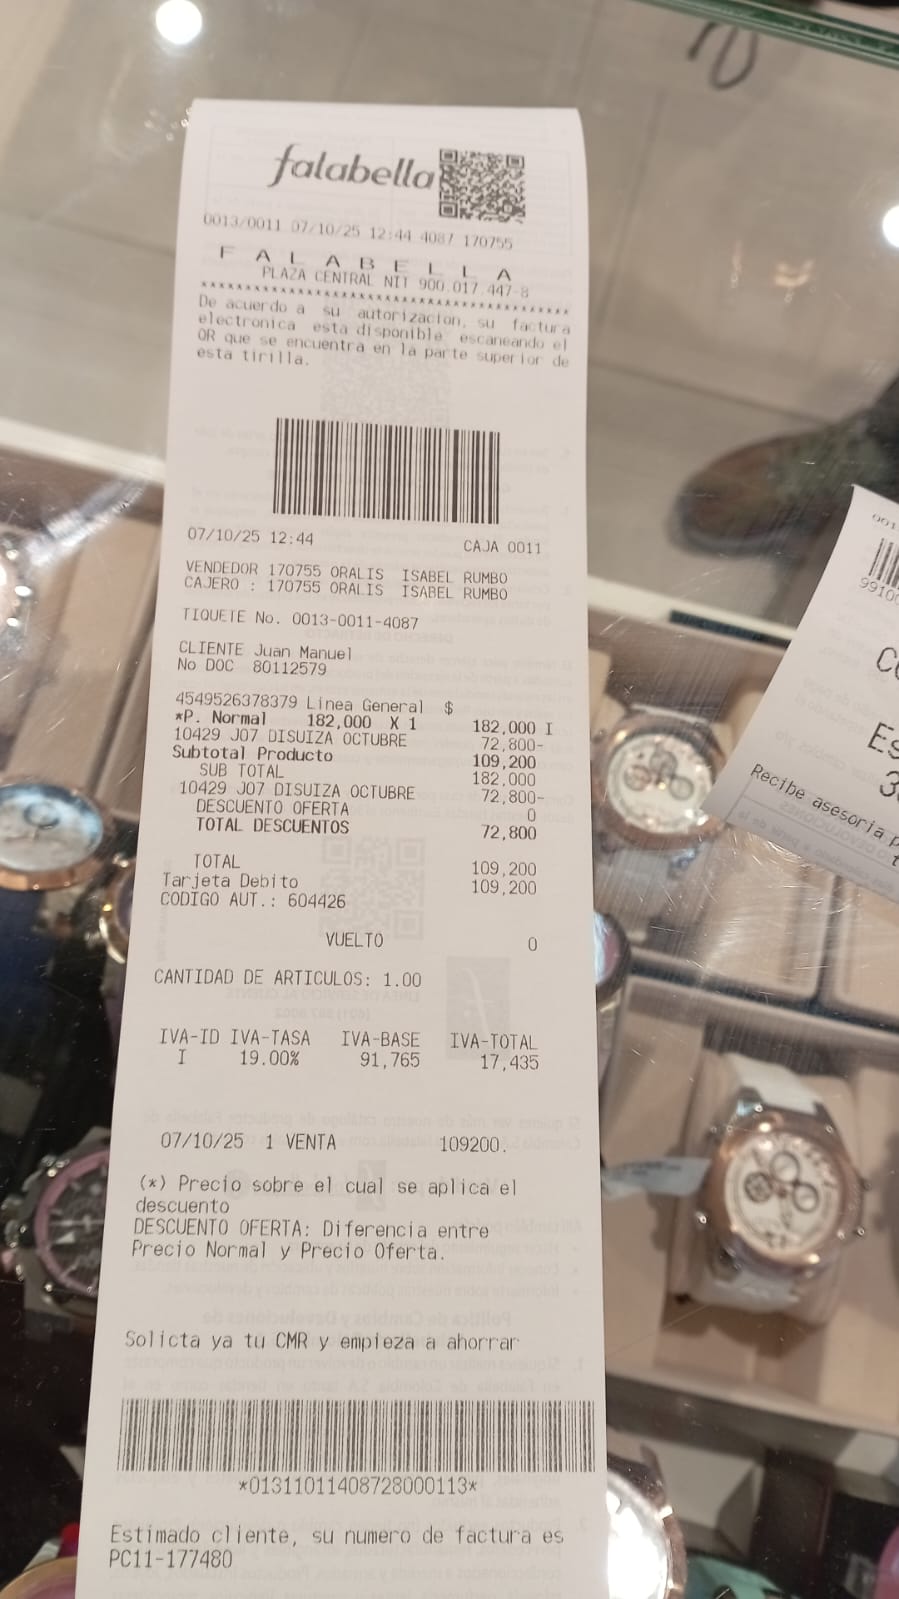 falabella
0013/0011 07/10/25 12:44 4087 170755
F A L A B E L L A
PLAZA CENTRAL NIT 900.017.447-8
***************************************
De acuerdo a su autorizacion, su factura
electronica esta disponible escaneando el
QR que se encuentra en la parte superior de
esta tirilla.
07/10/25 12:44 CAJA 0011
VENDEDOR 170755 ORALIS ISABEL RUMBO
CAJERO : 170755 ORALIS ISABEL RUMBO
TIQUETE No. 0013-0011-4087
CLIENTE Juan Manuel
No DOC 80112579
4549526378379 Linea General $
*P. Normal 182,000 X 1 182,000 I
10429 J07 DISUIZA OCTUBRE 72,800-
Subtotal Producto 109,200
SUB TOTAL 182,000
10429 J07 DISUIZA OCTUBRE 72,800-
DESCUENTO OFERTA 0
TOTAL DESCUENTOS 72,800
TOTAL 109,200
Tarjeta Debito 109,200
CODIGO AUT.: 604426
VUELTO 0
CANTIDAD DE ARTICULOS: 1.00
IVA-ID IVA-TASA IVA-BASE IVA-TOTAL
I 19.00% 91,765 17,435
07/10/25 1 VENTA 109200.
(*) Precio sobre el cual se aplica el
descuento
DESCUENTO OFERTA: Diferencia entre
Precio Normal y Precio Oferta.
Solicta ya tu CMR y empieza a ahorrar
*01311011408728000113*
Estimado cliente, su numero de factura es
PC11-177480
001
9910
Recibe asesoria